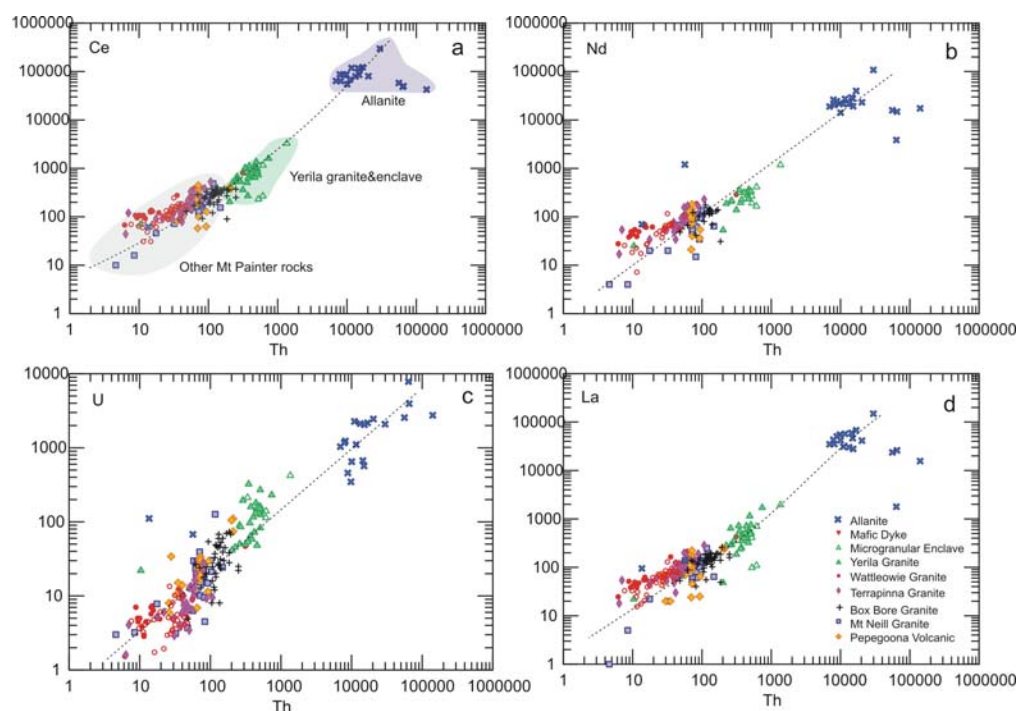 1000000
100000
10000
1000
100
10
1
Ce
a
Allanite
Yerila granite&enclave
Other Mt Painter rocks
1 10 100 1000 10000 100000 1000000
Th
1000000
100000
10000
1000
100
10
1
Nd
b
1 10 100 1000 10000 100000 1000000
Th
10000
1000
100
10
1
U
c
1 10 100 1000 10000 100000 1000000
Th
1000000
100000
10000
1000
100
10
1
La
d
Allanite
Mafic Dyke
Microgranular Enclave
Yerila Granite
Wattleowie Granite
Terrapinna Granite
Box Bore Granite
Mt Neill Granite
Pepegoona Volcanic
1 10 100 1000 10000 100000 1000000
Th